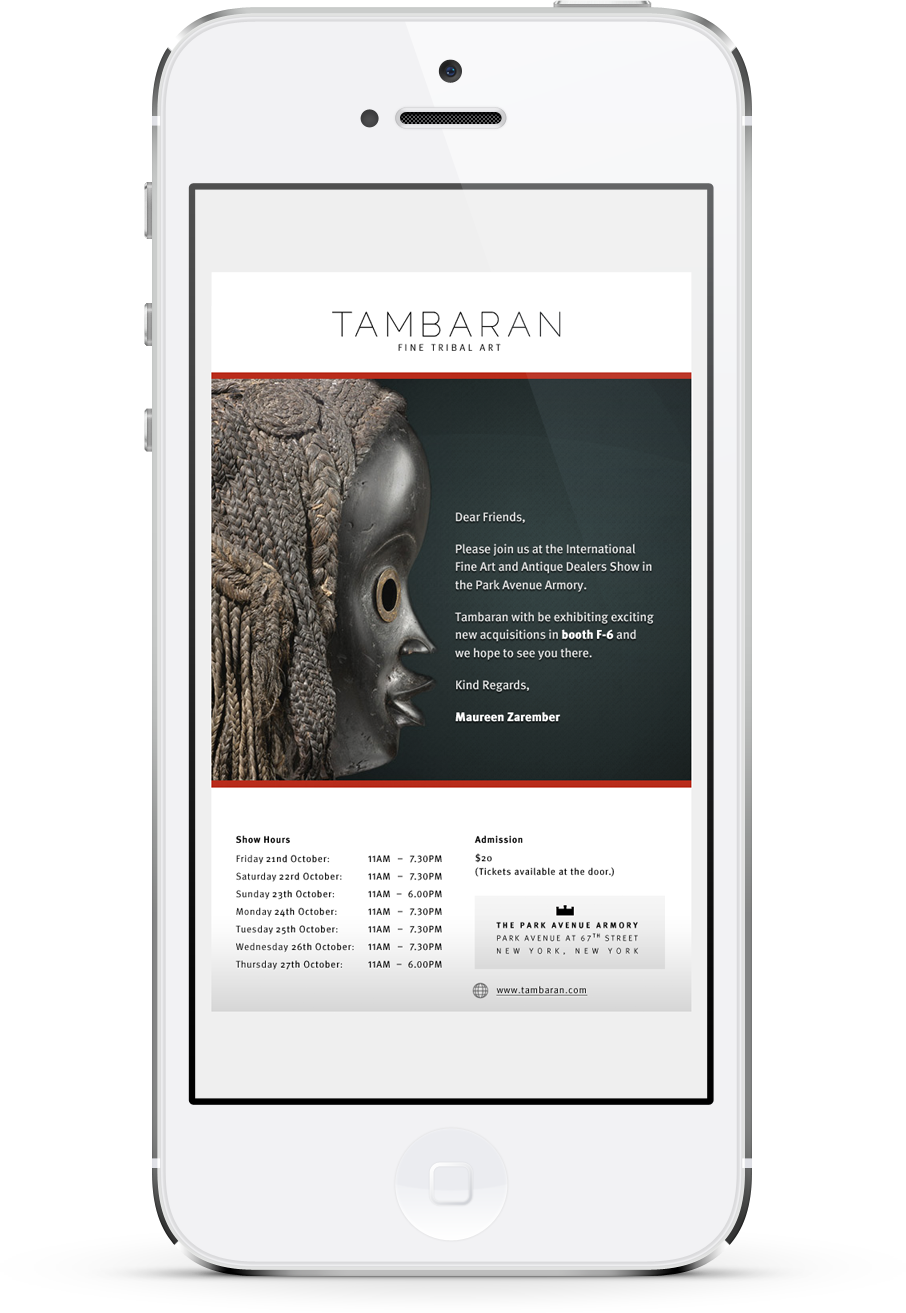 TAMBARAN
FINE TRIBAL ART
Dear Friends,
Please join us at the International
Fine Art and Antique Dealers Show in
the Park Avenue Armory.
Tambaran with be exhibiting exciting
new acquisitions in booth F-6 and
we hope to see you there.
Kind Regards,
Maureen Zarember
Show Hours
Friday 21nd October: 11AM – 7.30PM
Saturday 22rd October: 11AM – 7.30PM
Sunday 23th October: 11AM – 6.00PM
Monday 24th October: 11AM – 7.30PM
Tuesday 25th October: 11AM – 7.30PM
Wednesday 26th October: 11AM – 7.30PM
Thursday 27th October: 11AM – 6.00PM
Admission
$20
(Tickets available at the door.)
THE PARK AVENUE ARMORY
PARK AVENUE AT 67TH STREET
NEW YORK, NEW YORK
www.tambaran.com